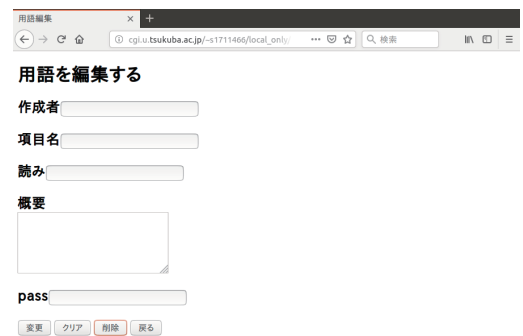 用語編集
cgi.u.tsukuba.ac.jp/~s1711466/local_only/
検索
用語を編集する
作成者
項目名
読み
概要
pass
変更 クリア 削除 戻る